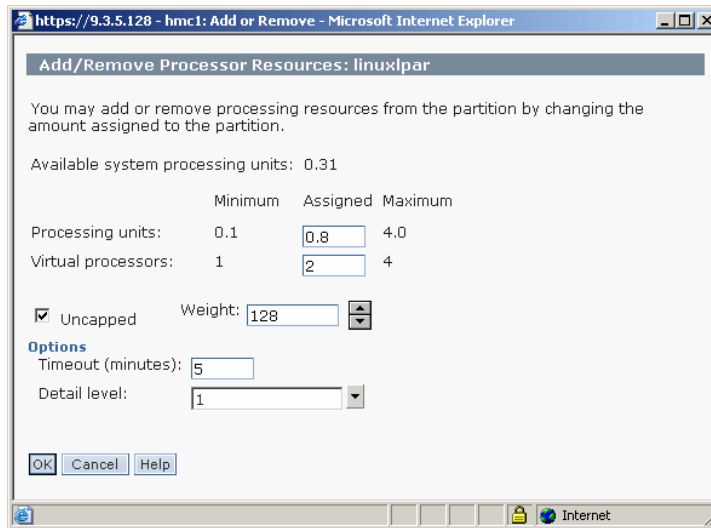 https://9.3.5.128 - hmc1: Add or Remove - Microsoft Internet Explorer
Add/Remove Processor Resources: linuxlpar
You may add or remove processing resources from the partition by changing the
amount assigned to the partition.
Available system processing units: 0.31
Minimum Assigned Maximum
Processing units: 0.1 0.8 4.0
Virtual processors: 1 2 4
Uncapped Weight: 128
Options
Timeout (minutes): 5
Detail level: 1
OK Cancel Help
Internet